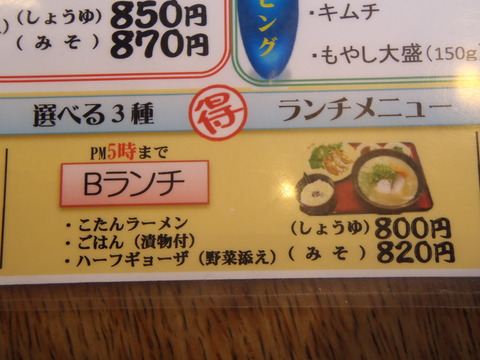 (しょうゆ) 850円
(みそ) 870円
ピング
・キムチ
・もやし大盛(150g
選べる3種 得 ランチメニュー
PM5時まで
Bランチ
・こたんラーメン
・ごはん(漬物付)
・ハーフギョーザ(野菜添え)
(しょうゆ) 800円
(みそ) 820円